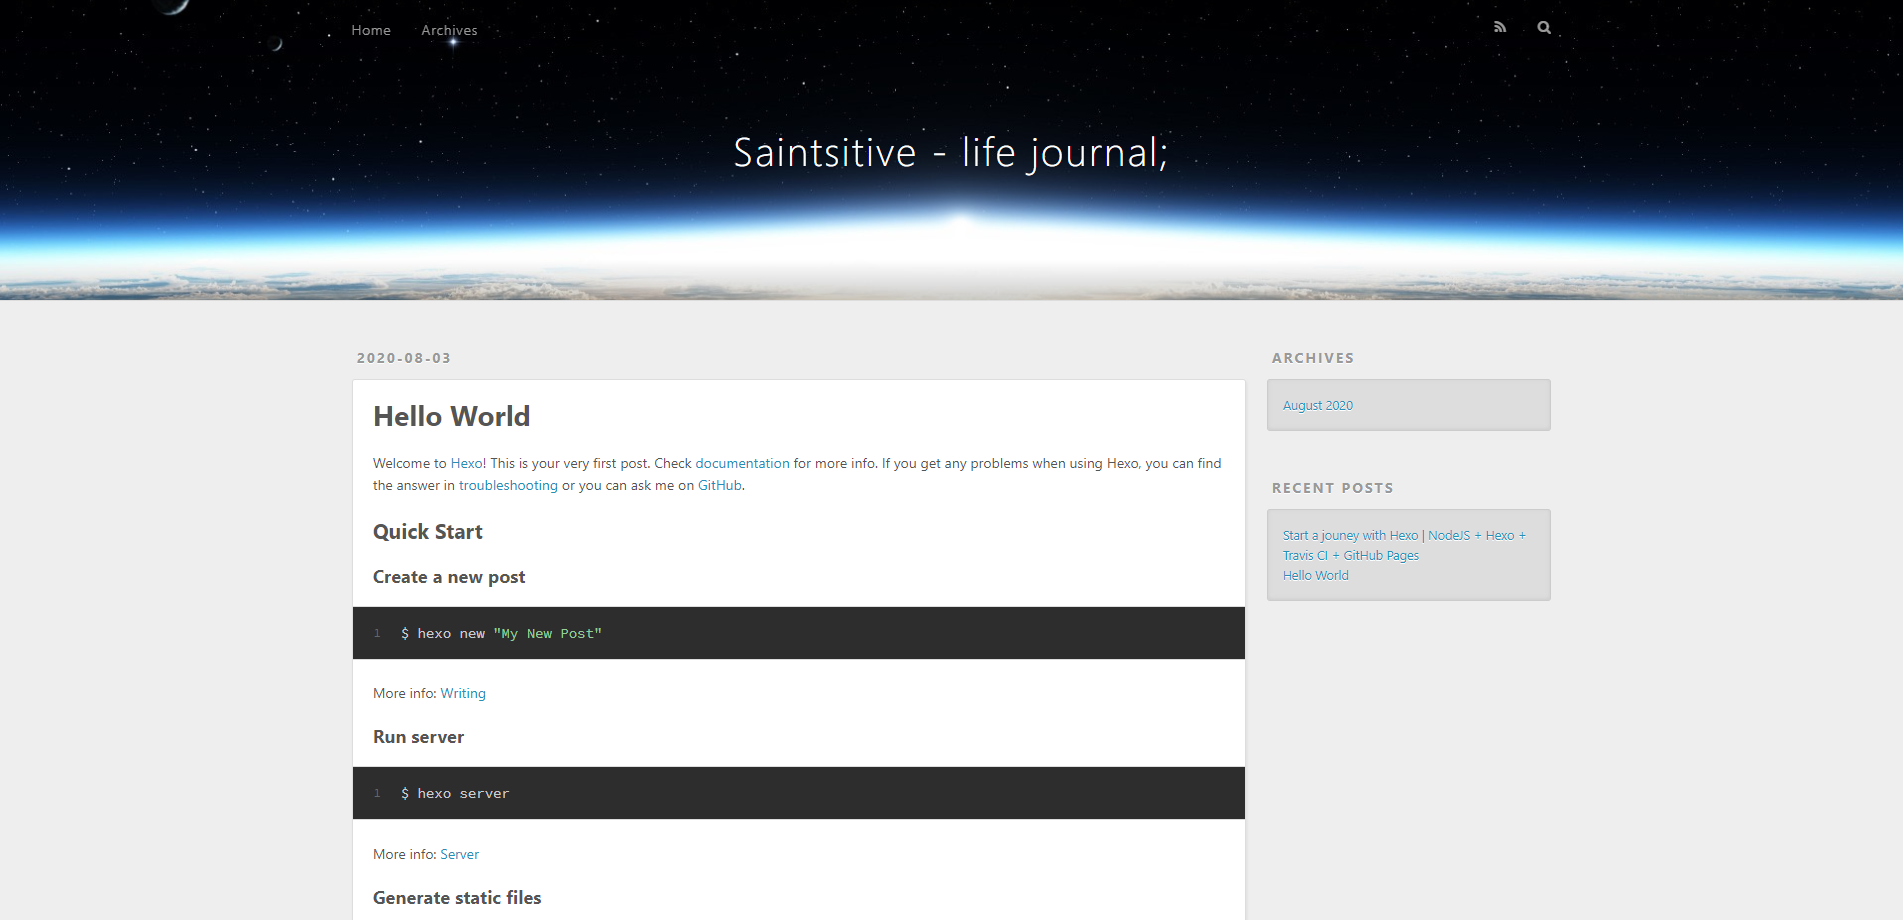 Home Archives
Saintsitive - life journal;
2020-08-03
Hello World
Welcome to Hexo! This is your very first post. Check documentation for more info. If you get any problems when using Hexo, you can find
the answer in troubleshooting or you can ask me on GitHub.
Quick Start
Create a new post
1 $ hexo new "My New Post"
More info: Writing
Run server
1 $ hexo server
More info: Server
Generate static files
ARCHIVES
August 2020
RECENT POSTS
Start a jouney with Hexo | NodeJS + Hexo +
Travis CI + GitHub Pages
Hello World